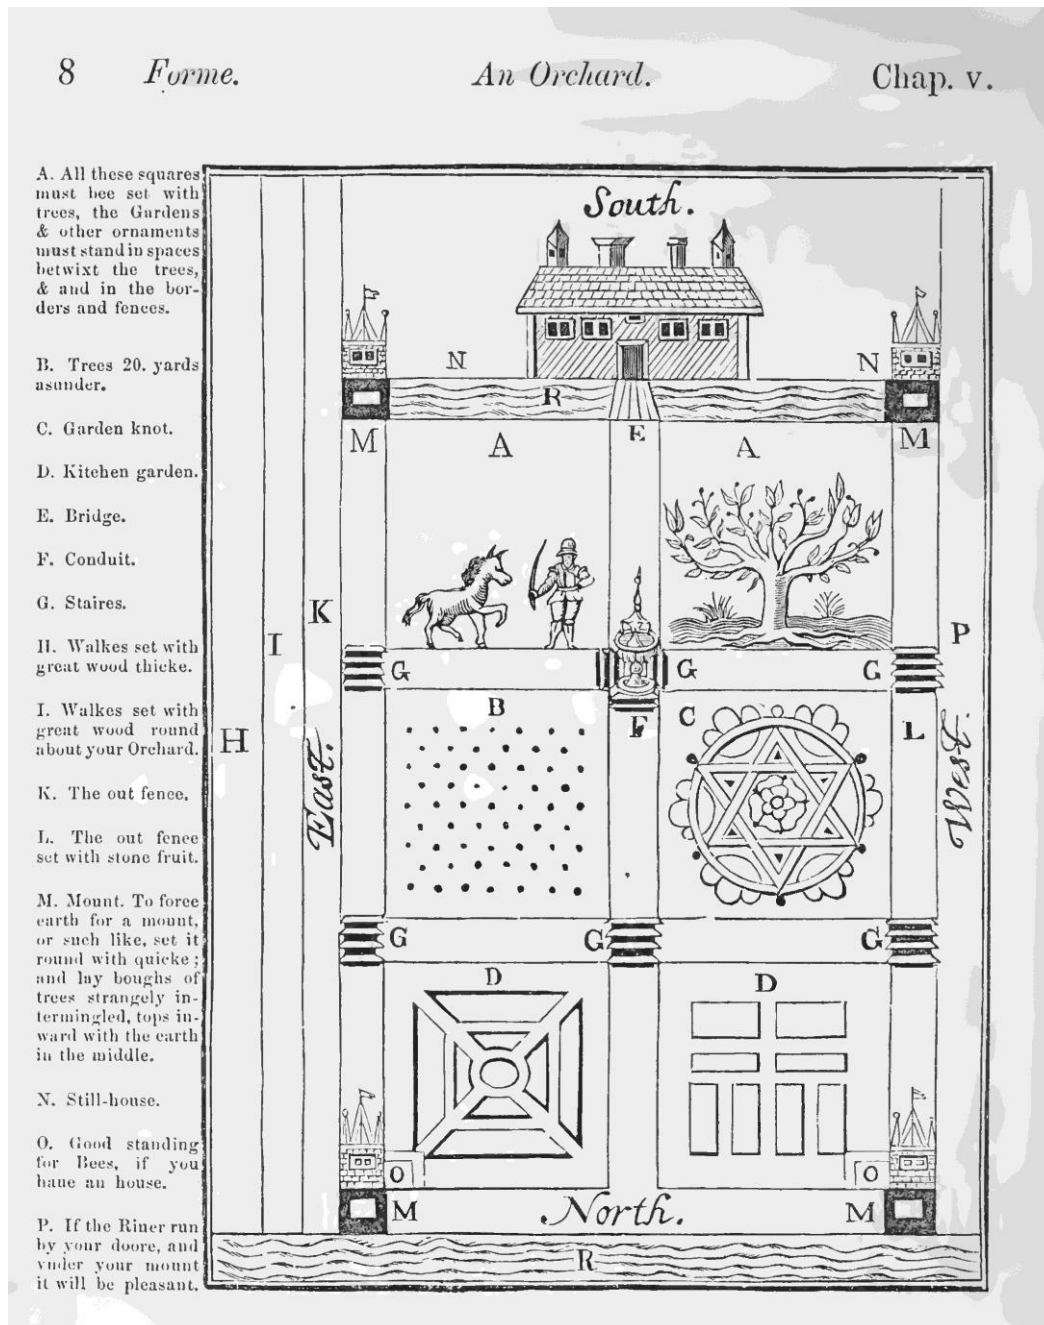 8 Forme. An Orchard. Chap. v.
A. All these squares
must bee set with
trees, the Gardens
& other ornaments
must stand in spaces
betwixt the trees,
& and in the bor-
ders and fences.
B. Trees 20. yards
asunder.
C. Garden knot.
D. Kitchen garden.
E. Bridge.
F. Conduit.
G. Staires.
H. Walkes set with
great wood thicke.
I. Walkes set with
great wood round
about your Orchard.
K. The out fence,
L. The out fence
set with stone fruit.
M. Mount. To force
earth for a mount,
or such like, set it
round with quicke;
and lay boughs of
trees strangely in-
termingled, tops in-
ward with the earth
in the middle.
N. Still-house.
O. Good standing
for Bees, if you
haue an house.
P. If the Riuer run
by your doore, and
vnder your mount
it will be pleasant.
South.
N N
R
M A E A M
K
I
P
G G G
B C
H
F
L
East.
West.
G G G
D D
O O
M North. M
R